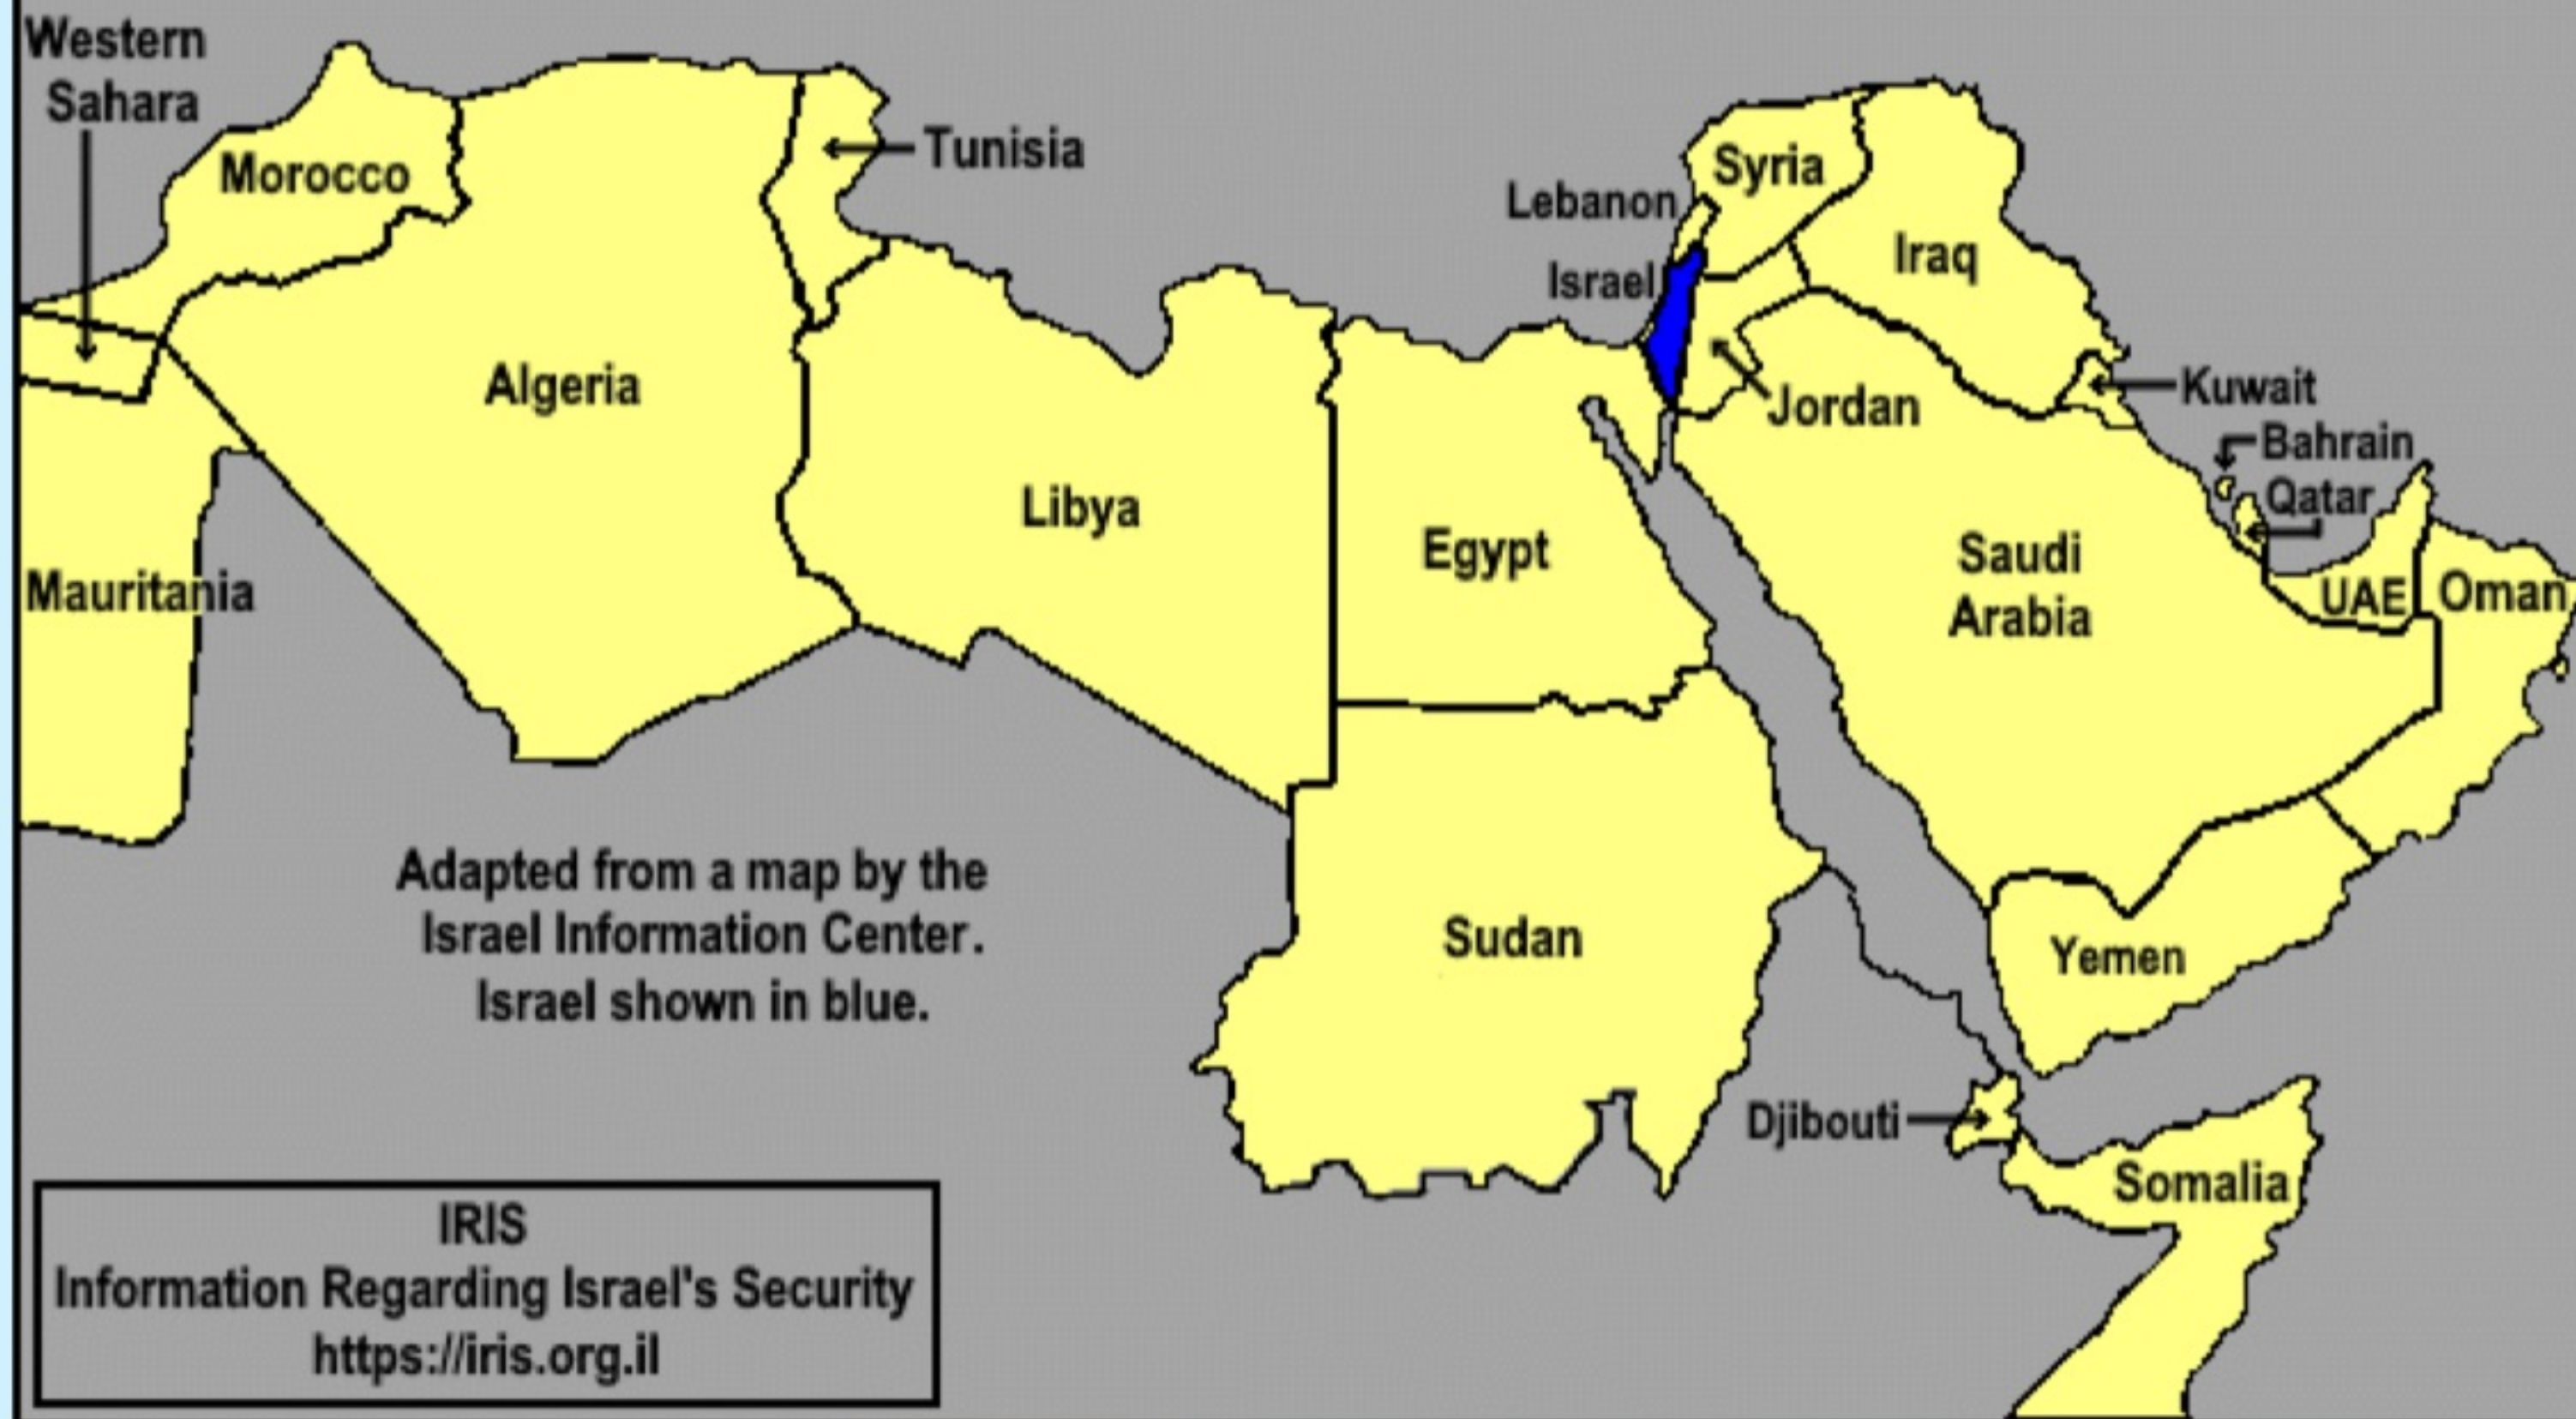 Western
Sahara
Morocco
Tunisia
Algeria
Libya
Mauritania
Egypt
Sudan
Lebanon
Israel
Syria
Iraq
Jordan
Kuwait
Bahrain
Qatar
Saudi
Arabia
UAE
Oman
Yemen
Djibouti
Somalia
Adapted from a map by the
Israel Information Center.
Israel shown in blue.
IRIS
Information Regarding Israel's Security
https://iris.org.il